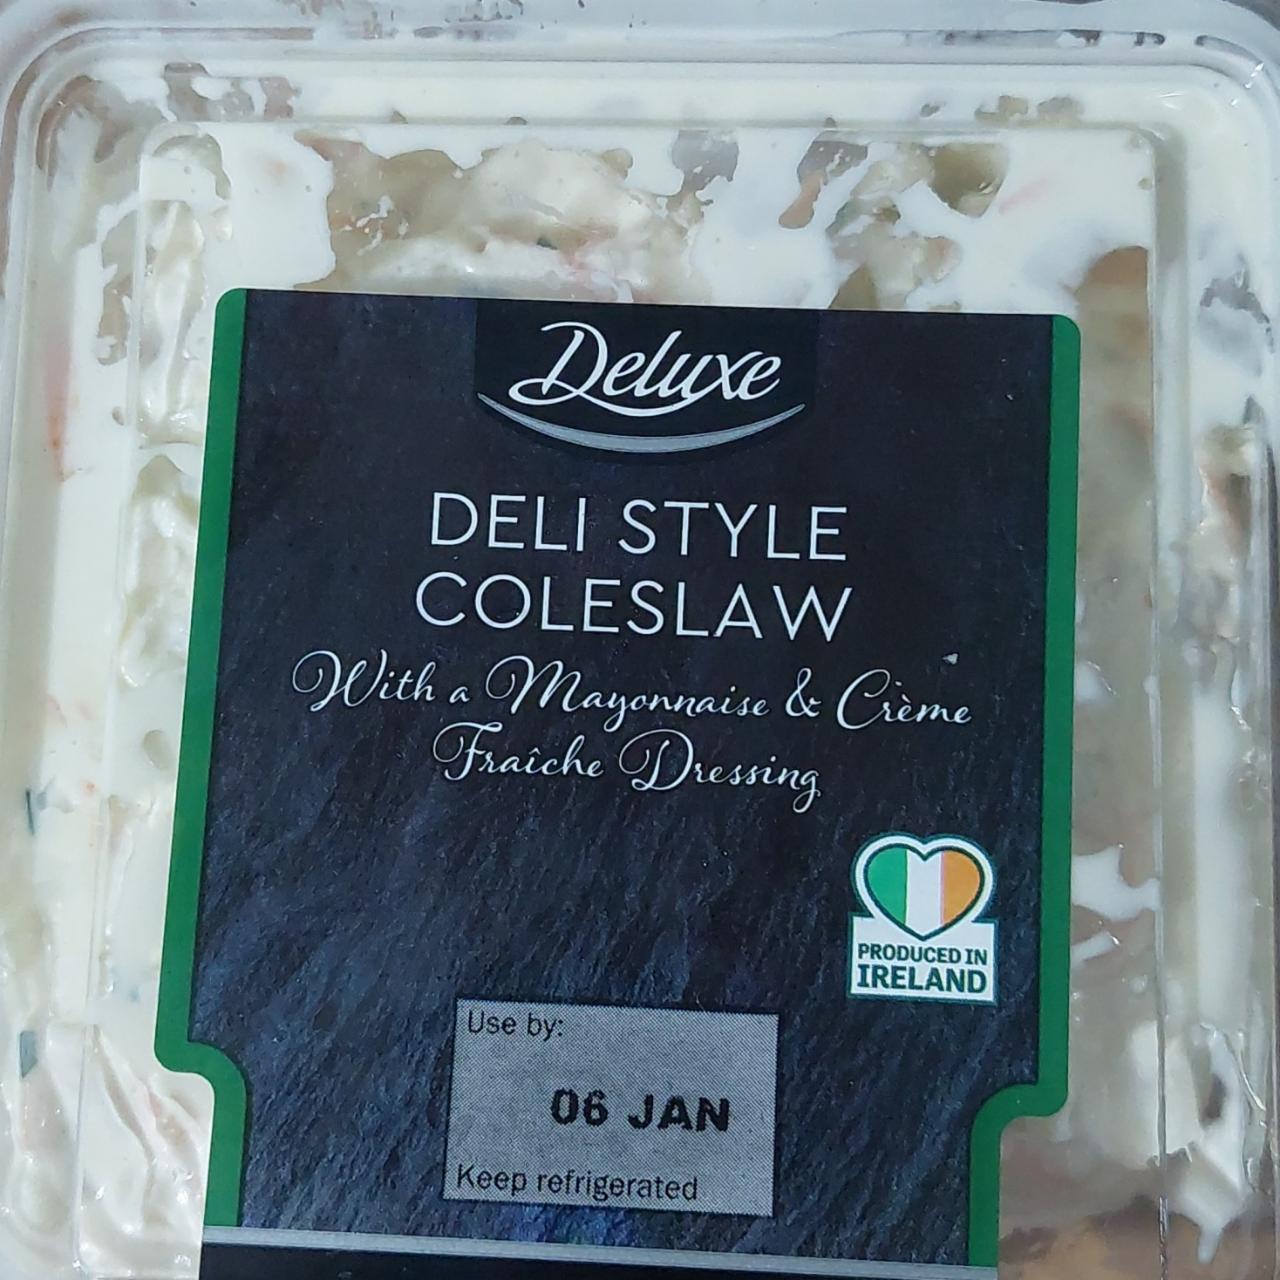 Deluxe
DELI STYLE
COLESLAW
With a Mayonnaise & Crème
Fraîche Dressing
PRODUCED IN
IRELAND
Use by:
06 JAN
Keep refrigerated